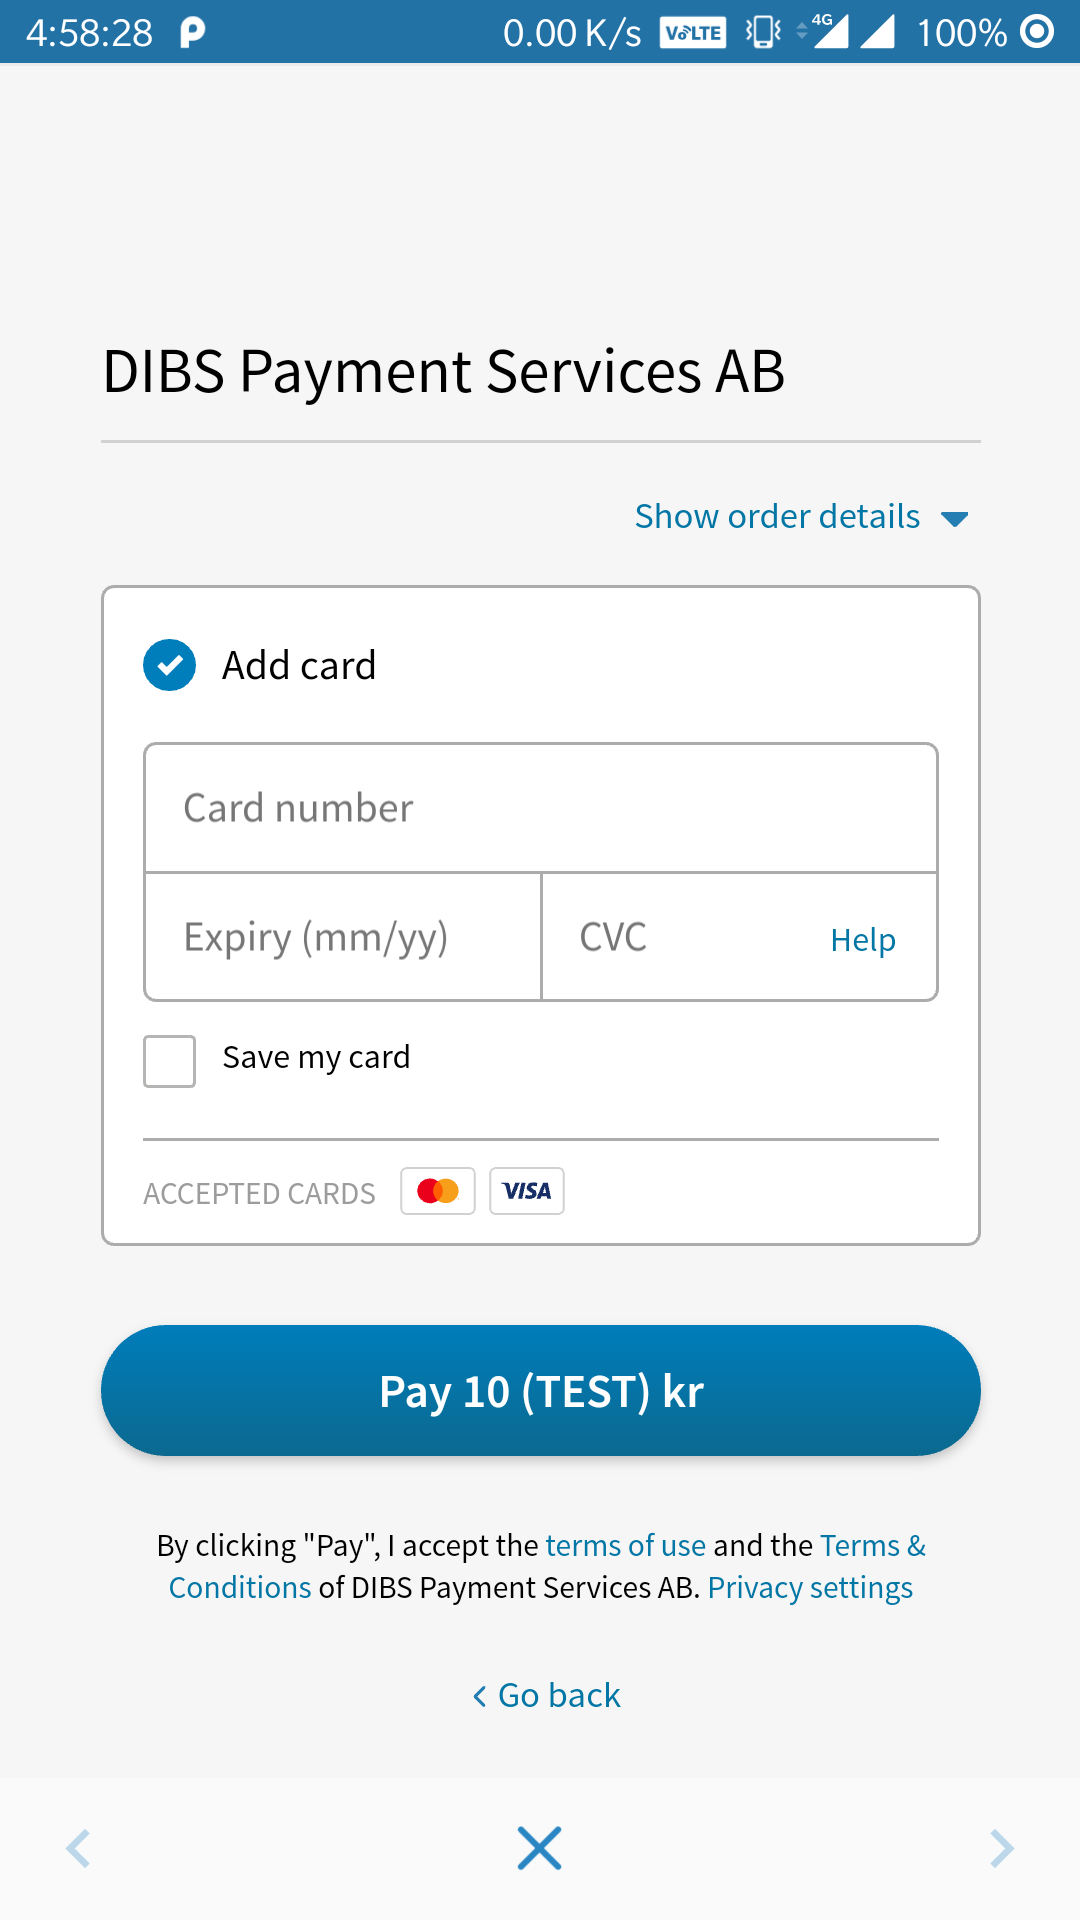 4:58:28 0.00 K/s VoLTE 4G 100%
DIBS Payment Services AB
Show order details
Add card
Card number
Expiry (mm/yy) CVC Help
Save my card
ACCEPTED CARDS VISA
Pay 10 (TEST) kr
By clicking "Pay", I accept the terms of use and the Terms &
Conditions of DIBS Payment Services AB. Privacy settings
Go back